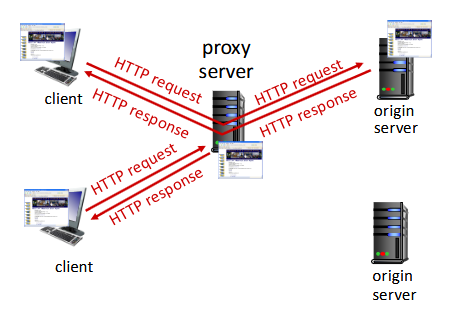 proxy
server
HTTP request
HTTP request
client
HTTP response
HTTP response
origin
server
HTTP request
HTTP response
client
origin
server